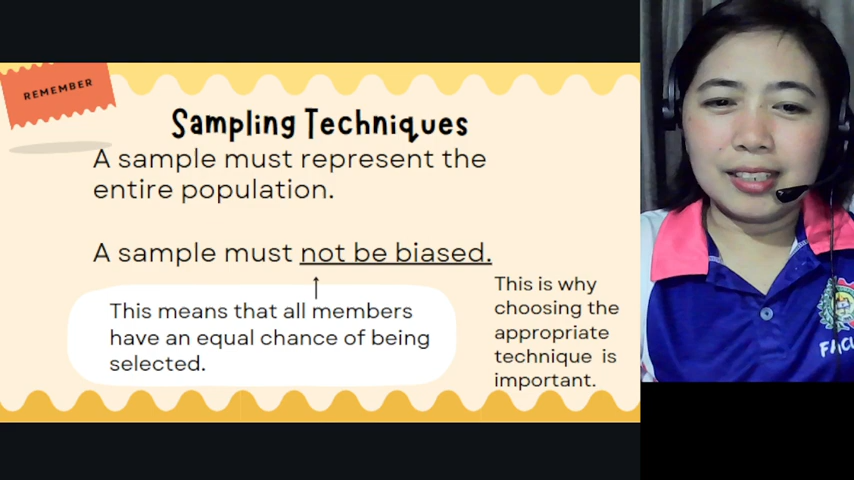 REMEMBER
Sampling Techniques
A sample must represent the
entire population.
A sample must not be biased.
↑
This means that all members
have an equal chance of being
selected.
This is why
choosing the
appropriate
technique is
important.